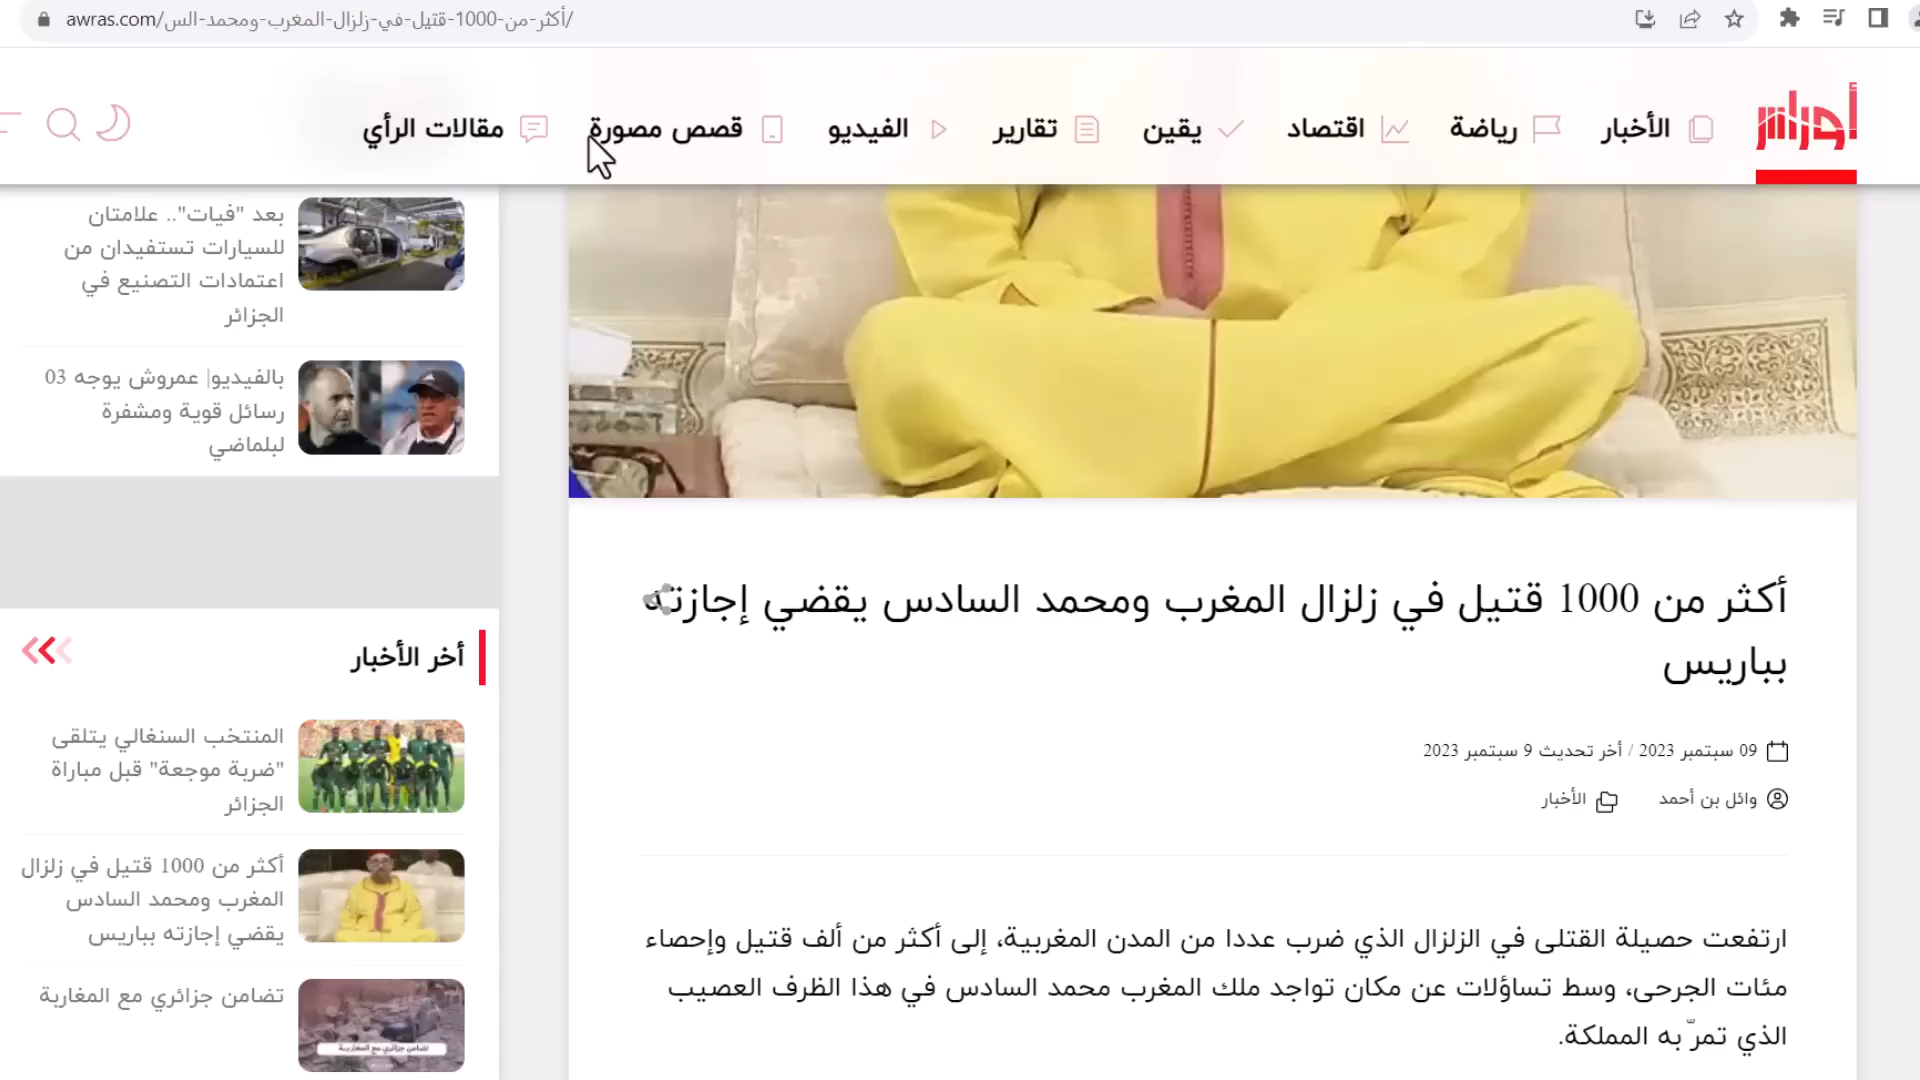 awras.com/أكثر-من-1000-قتيل-في-زلزال-المغرب-ومحمد-الس/
أوراس
الأخبار
رياضة
اقتصاد
يقين
تقارير
الفيديو
قصص مصورة
مقالات الرأي
أكثر من 1000 قتيل في زلزال المغرب ومحمد السادس يقضي إجازته
بباريس
09 سبتمبر 2023 / أخر تحديث 9 سبتمبر 2023
وائل بن أحمد
الأخبار
ارتفعت حصيلة القتلى في الزلزال الذي ضرب عددا من المدن المغربية، إلى أكثر من ألف قتيل وإحصاء
مئات الجرحى، وسط تساؤلات عن مكان تواجد ملك المغرب محمد السادس في هذا الظرف العصيب
الذي تمرّ به المملكة.
بعد "فيات".. علامتان
للسيارات تستفيدان من
اعتمادات التصنيع في
الجزائر
بالفيديو| عمروش يوجه 03
رسائل قوية ومشفرة
لبلماضي
أخر الأخبار
المنتخب السنغالي يتلقى
"ضربة موجعة" قبل مباراة
الجزائر
أكثر من 1000 قتيل في زلزال
المغرب ومحمد السادس
يقضي إجازته بباريس
تضامن جزائري مع المغاربة
تضامن جزائري مع المغاربة